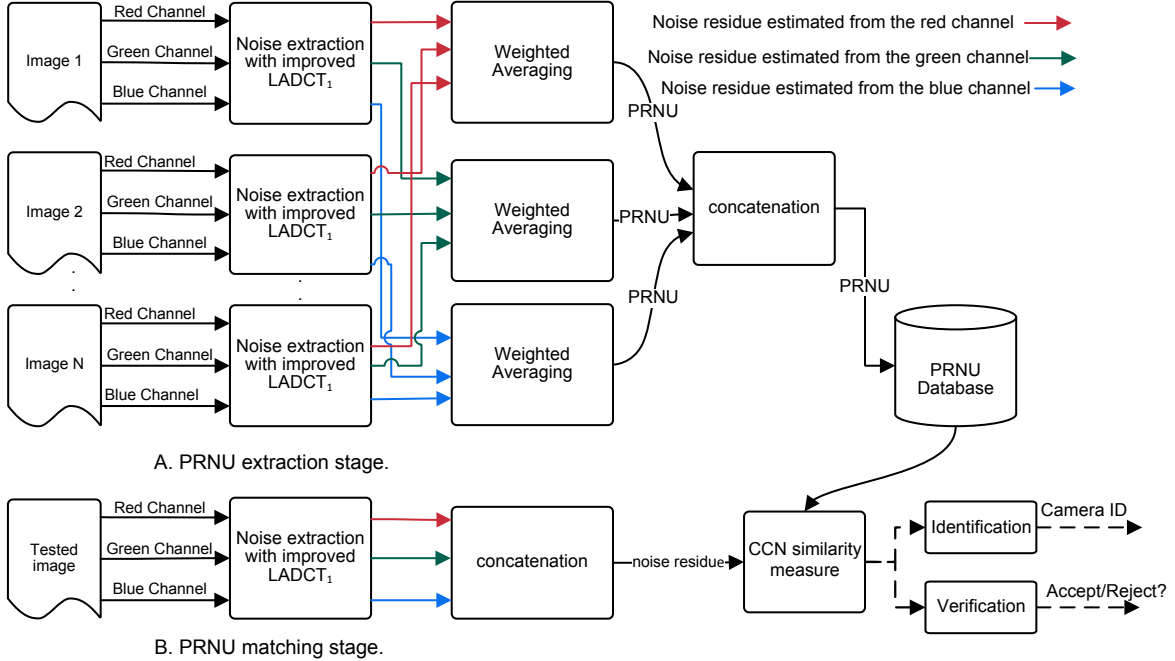 Red Channel
Green Channel
Blue Channel
Image 1
Noise extraction
with improved
LADCT₁
Weighted
Averaging
Noise residue estimated from the red channel
Noise residue estimated from the green channel
Noise residue estimated from the blue channel
PRNU
Red Channel
Green Channel
Blue Channel
Image 2
Noise extraction
with improved
LADCT₁
Weighted
Averaging
PRNU
concatenation
PRNU
PRNU
Red Channel
Green Channel
Blue Channel
Image N
Noise extraction
with improved
LADCT₁
Weighted
Averaging
PRNU
Database
A. PRNU extraction stage.
Red Channel
Green Channel
Blue Channel
Tested
image
Noise extraction
with improved
LADCT₁
concatenation
noise residue
CCN similarity
measure
Identification
Camera ID
Verification
Accept/Reject?
B. PRNU matching stage.